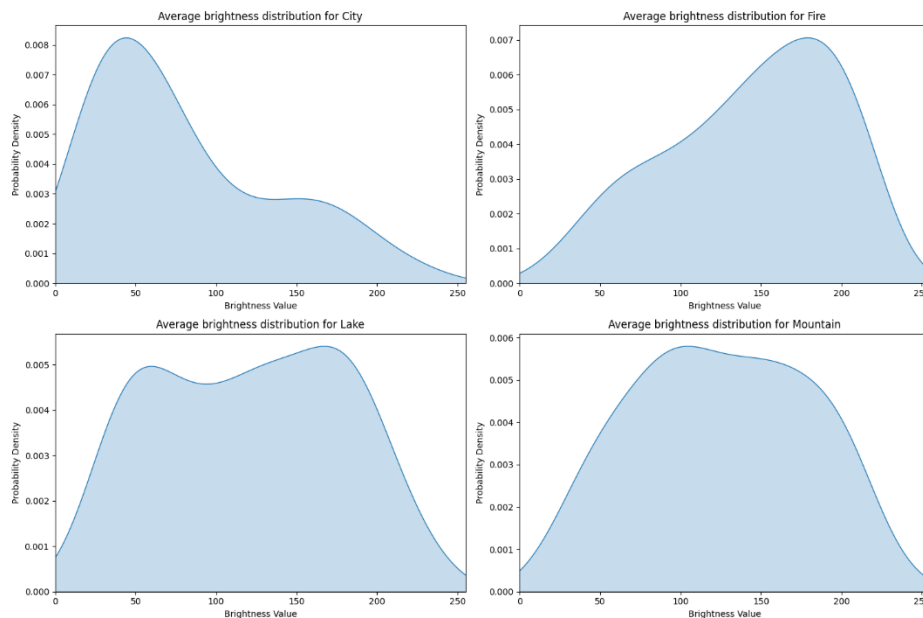 Average brightness distribution for City
Probability Density
0.008
0.007
0.006
0.005
0.004
0.003
0.002
0.001
0.000
0 50 100 150 200 250
Brightness Value
Average brightness distribution for Fire
Probability Density
0.007
0.006
0.005
0.004
0.003
0.002
0.001
0.000
0 50 100 150 200 25
Brightness Value
Average brightness distribution for Lake
Probability Density
0.005
0.004
0.003
0.002
0.001
0.000
0 50 100 150 200 250
Brightness Value
Average brightness distribution for Mountain
Probability Density
0.006
0.005
0.004
0.003
0.002
0.001
0.000
0 50 100 150 200 25
Brightness Value